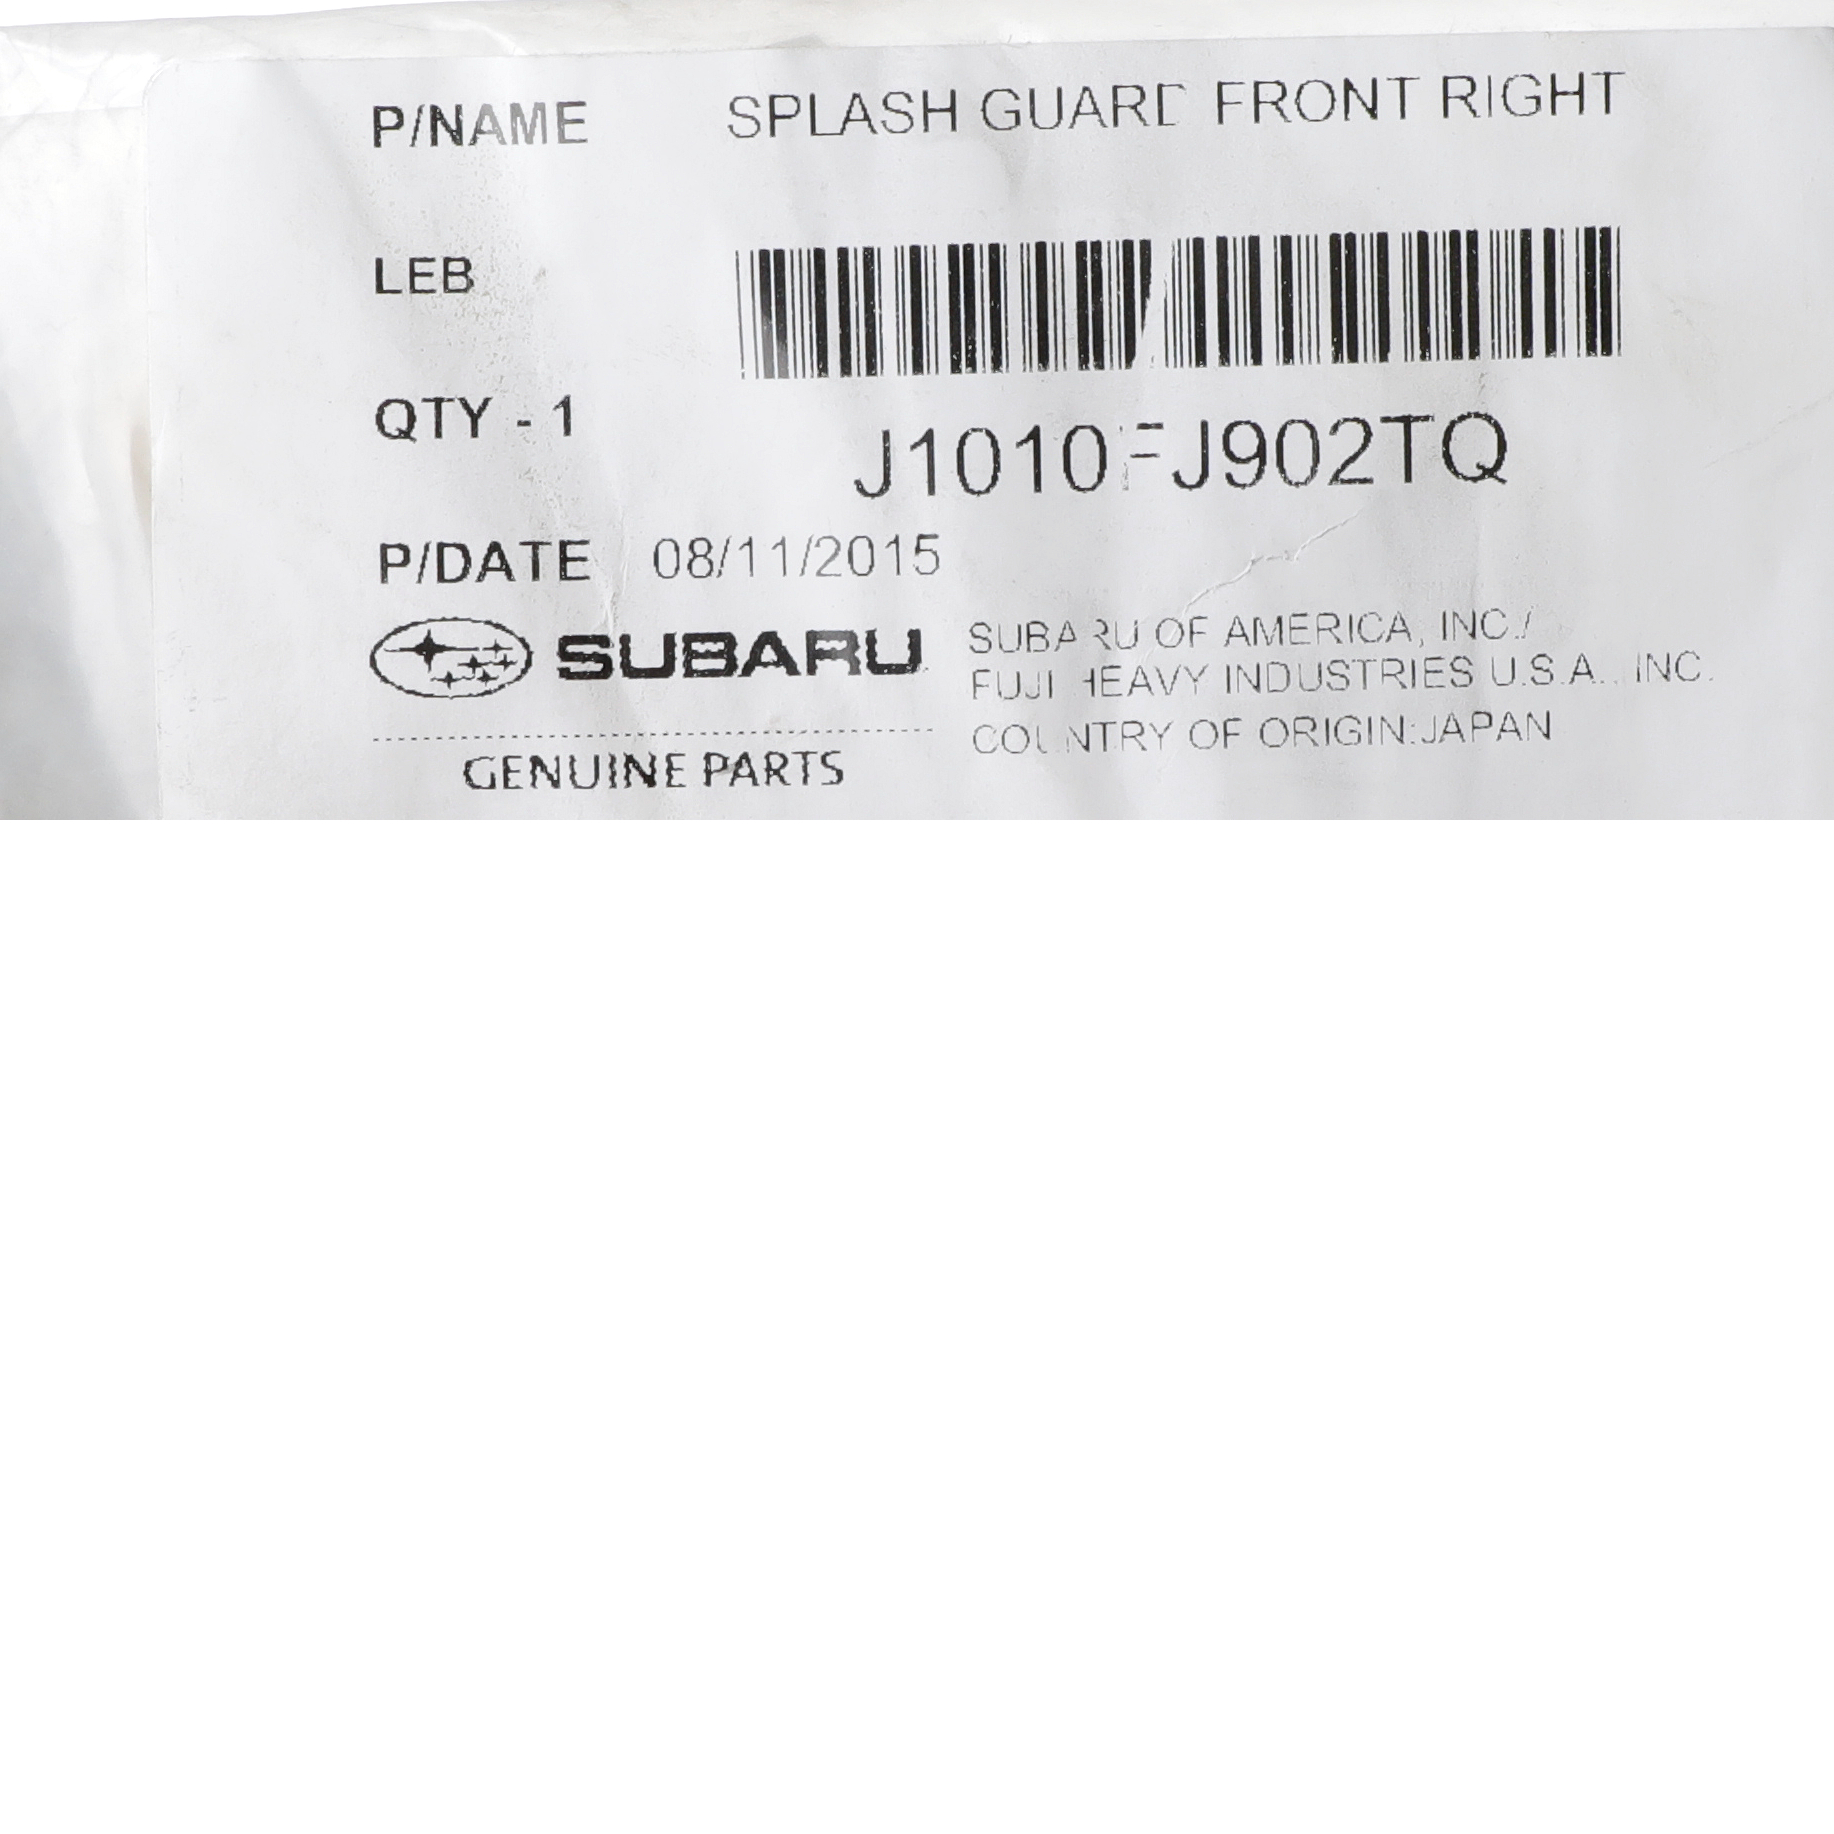 P/NAME SPLASH GUARD FRONT RIGHT
LEB
QTY - 1
J1010FJ902TQ
P/DATE 08/11/2015
SUBARU
GENUINE PARTS
SUBARU OF AMERICA, INC./
FUJI HEAVY INDUSTRIES U.S.A., INC.
COUNTRY OF ORIGIN:JAPAN